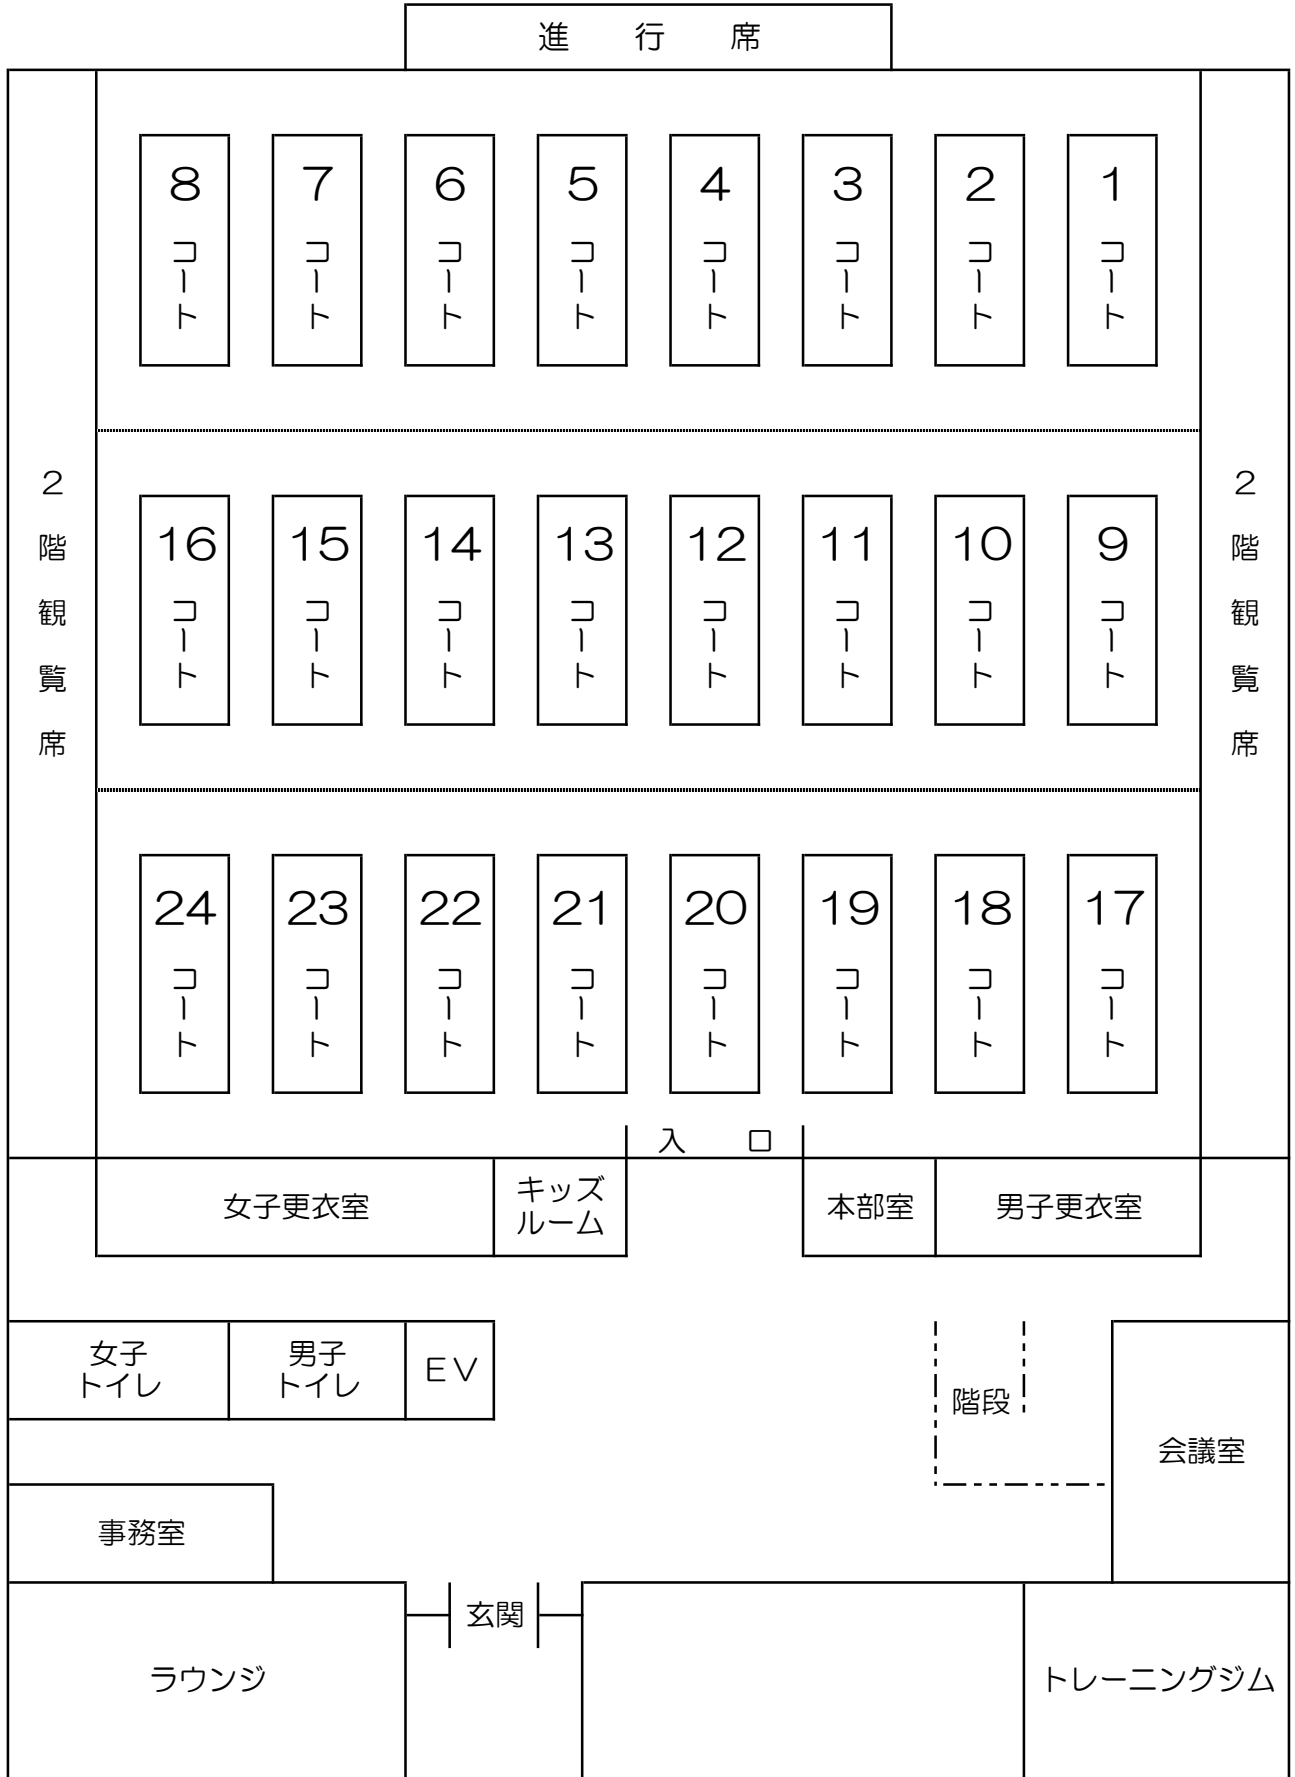 進 行 席
8 コート
7 コート
6 コート
5 コート
4 コート
3 コート
2 コート
1 コート
2階観覧席
2階観覧席
16 コート
15 コート
14 コート
13 コート
12 コート
11 コート
10 コート
9 コート
24 コート
23 コート
22 コート
21 コート
20 コート
19 コート
18 コート
17 コート
入 口
女子更衣室
キッズ
ルーム
本部室
男子更衣室
女子
トイレ
男子
トイレ
EV
階段
会議室
事務室
玄関
ラウンジ
トレーニングジム